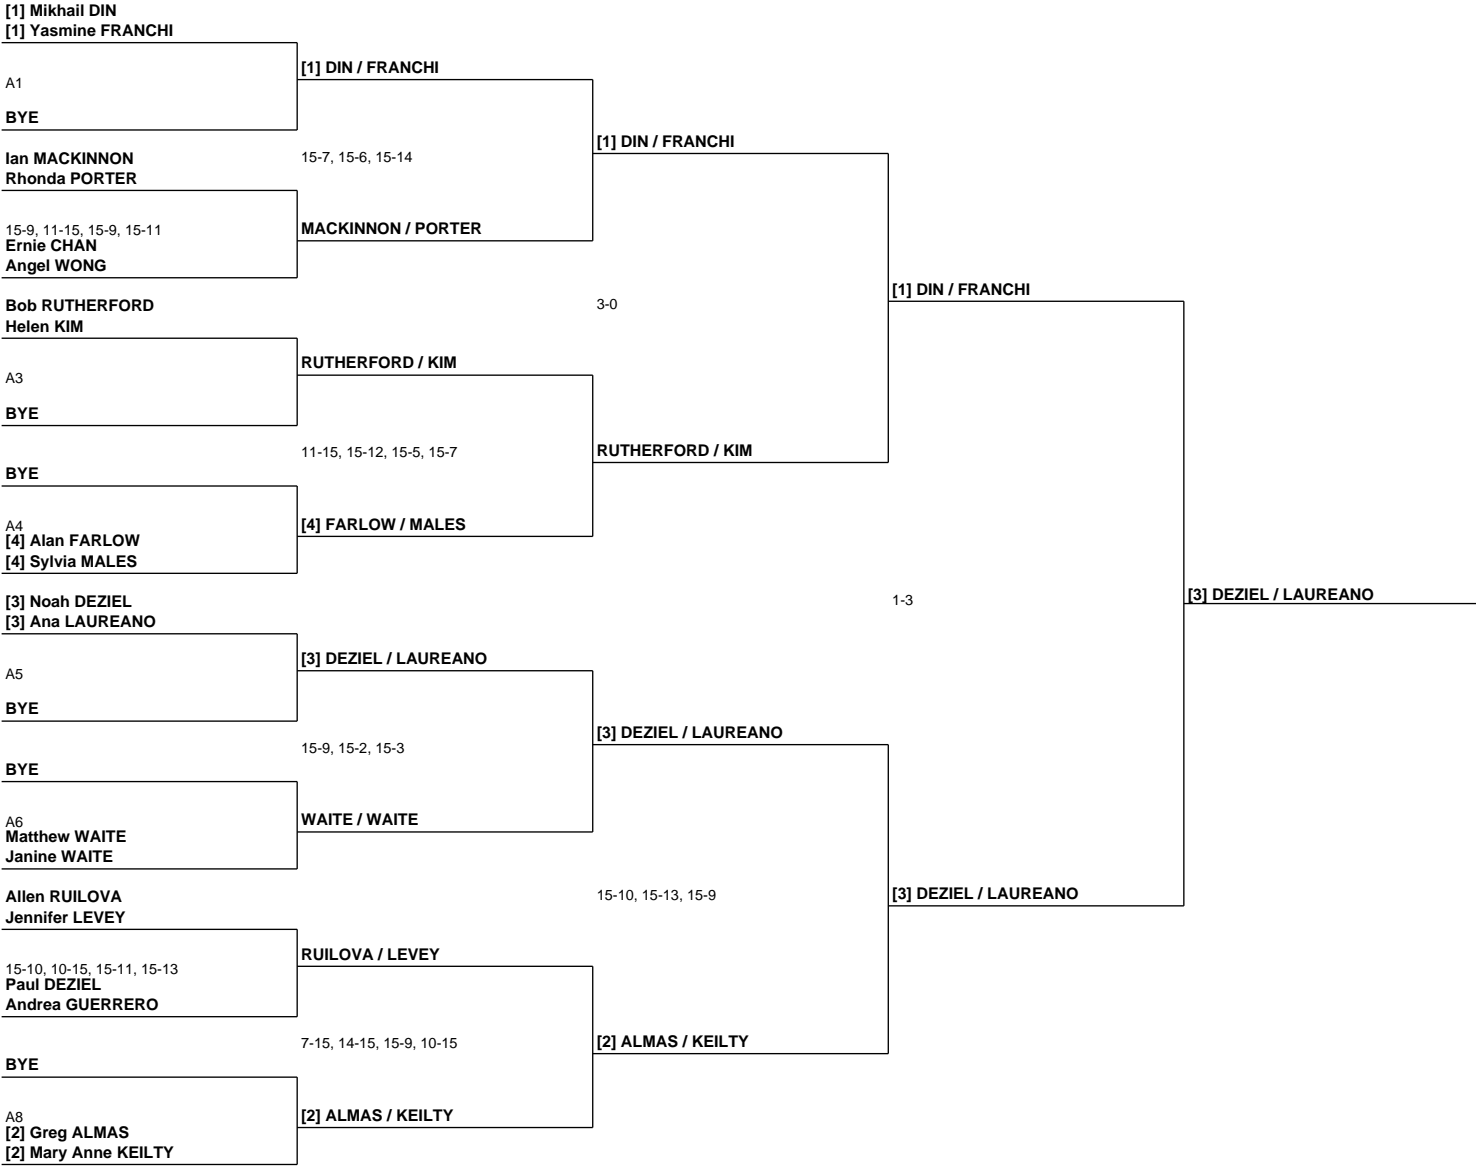 [1] Mikhail DIN
[1] Yasmine FRANCHI
A1
BYE
Ian MACKINNON
Rhonda PORTER
15-9, 11-15, 15-9, 15-11
Ernie CHAN
Angel WONG
Bob RUTHERFORD
Helen KIM
A3
BYE
BYE
A4
[4] Alan FARLOW
[4] Sylvia MALES
[3] Noah DEZIEL
[3] Ana LAUREANO
A5
BYE
BYE
A6
Matthew WAITE
Janine WAITE
Allen RUILOVA
Jennifer LEVEY
15-10, 10-15, 15-11, 15-13
Paul DEZIEL
Andrea GUERRERO
BYE
A8
[2] Greg ALMAS
[2] Mary Anne KEILTY
[1] DIN / FRANCHI
15-7, 15-6, 15-14
MACKINNON / PORTER
RUTHERFORD / KIM
11-15, 15-12, 15-5, 15-7
[4] FARLOW / MALES
[3] DEZIEL / LAUREANO
15-9, 15-2, 15-3
WAITE / WAITE
RUILOVA / LEVEY
7-15, 14-15, 15-9, 10-15
[2] ALMAS / KEILTY
[1] DIN / FRANCHI
3-0
RUTHERFORD / KIM
[3] DEZIEL / LAUREANO
15-10, 15-13, 15-9
[2] ALMAS / KEILTY
[1] DIN / FRANCHI
1-3
[3] DEZIEL / LAUREANO
[3] DEZIEL / LAUREANO